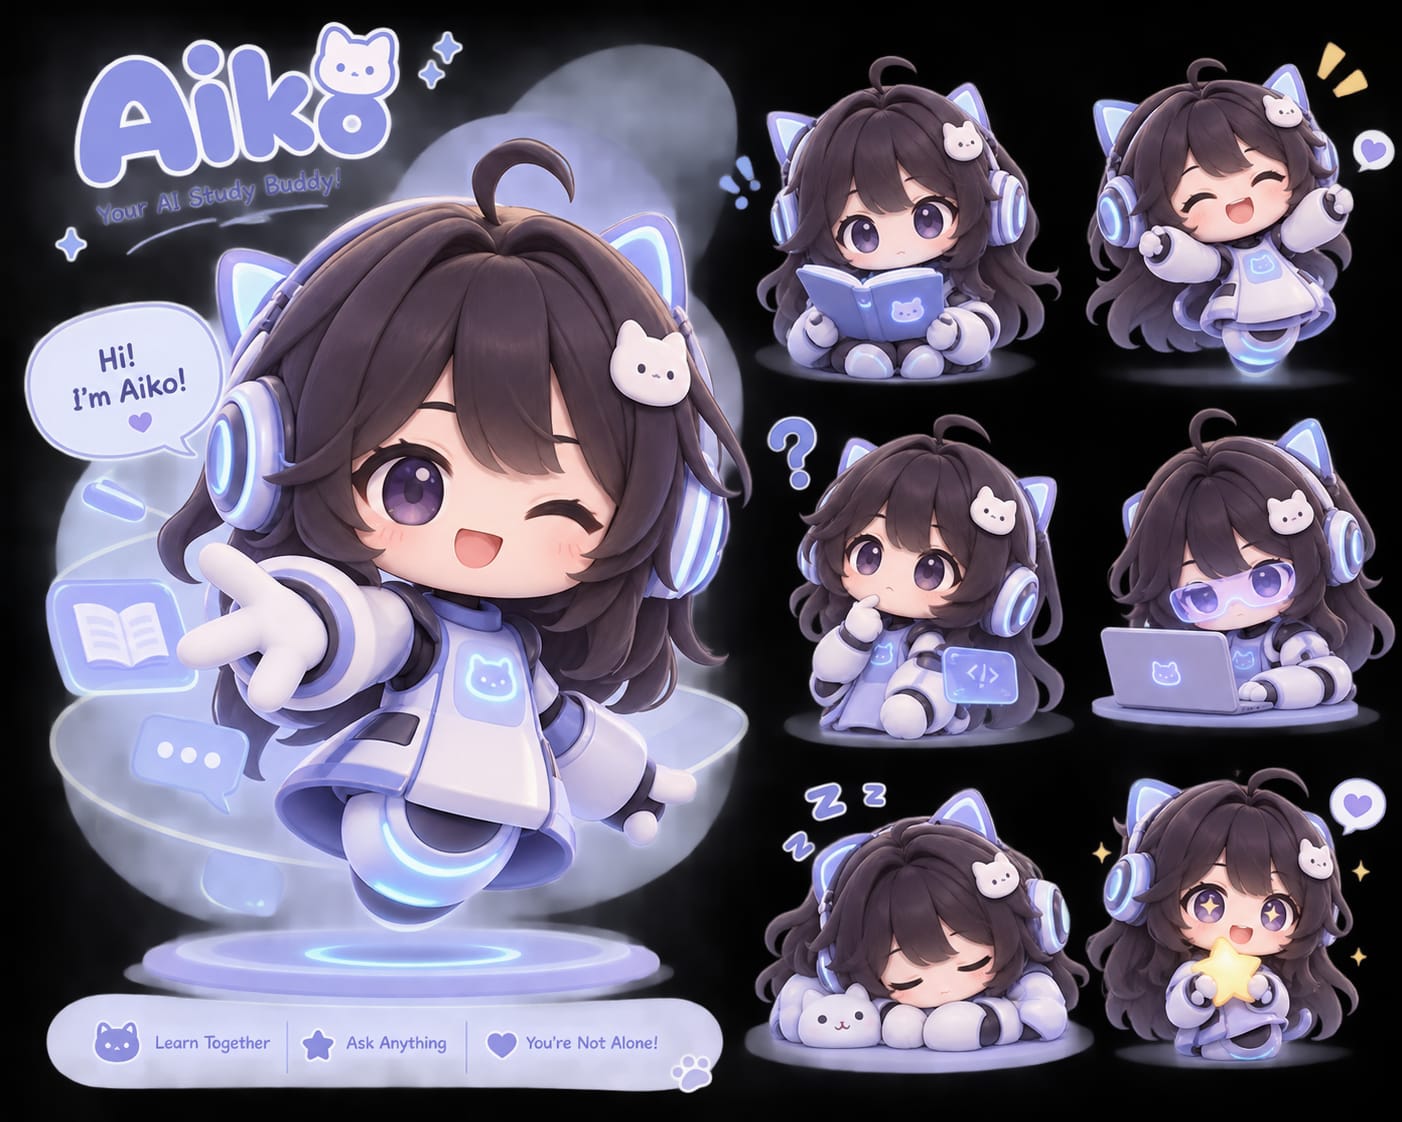 Aiko
Your AI Study Buddy!
Hi!
I'm Aiko!
Learn Together
Ask Anything
You're Not Alone!
?
</>
z z z